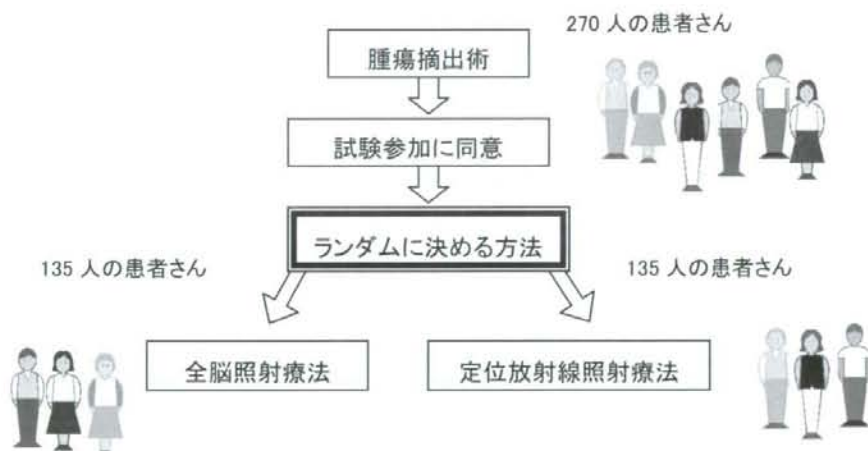 270 人の患者さん
腫瘍摘出術
試験参加に同意
ランダムに決める方法
135 人の患者さん
135 人の患者さん
全脳照射療法
定位放射線照射療法